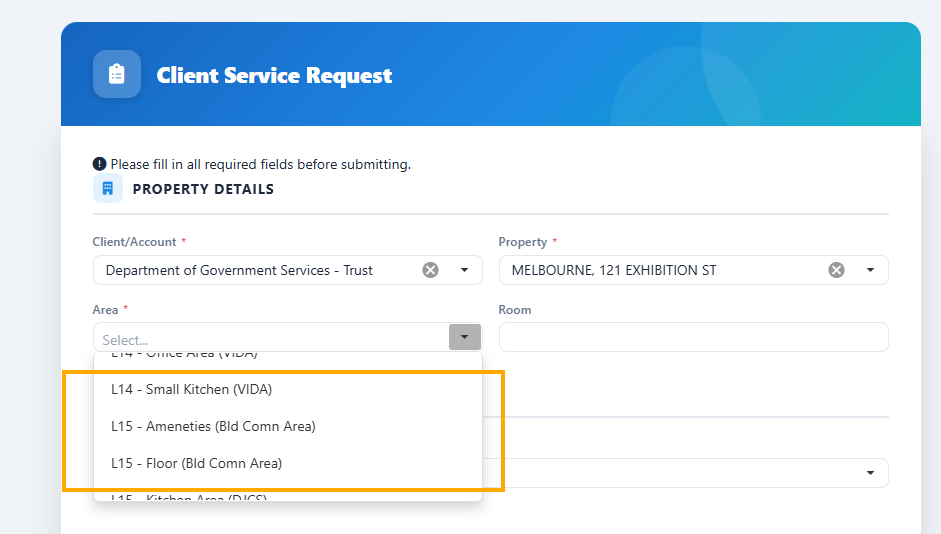 Client Service Request
Please fill in all required fields before submitting.
PROPERTY DETAILS
Client/Account *
Property *
Department of Government Services - Trust
MELBOURNE, 121 EXHIBITION ST
Area *
Room
Select...
L14 - Office Area (VIDA)
L14 - Small Kitchen (VIDA)
L15 - Ameneties (Bld Comn Area)
L15 - Floor (Bld Comn Area)
L15 - Kitchen Area (DJCS)